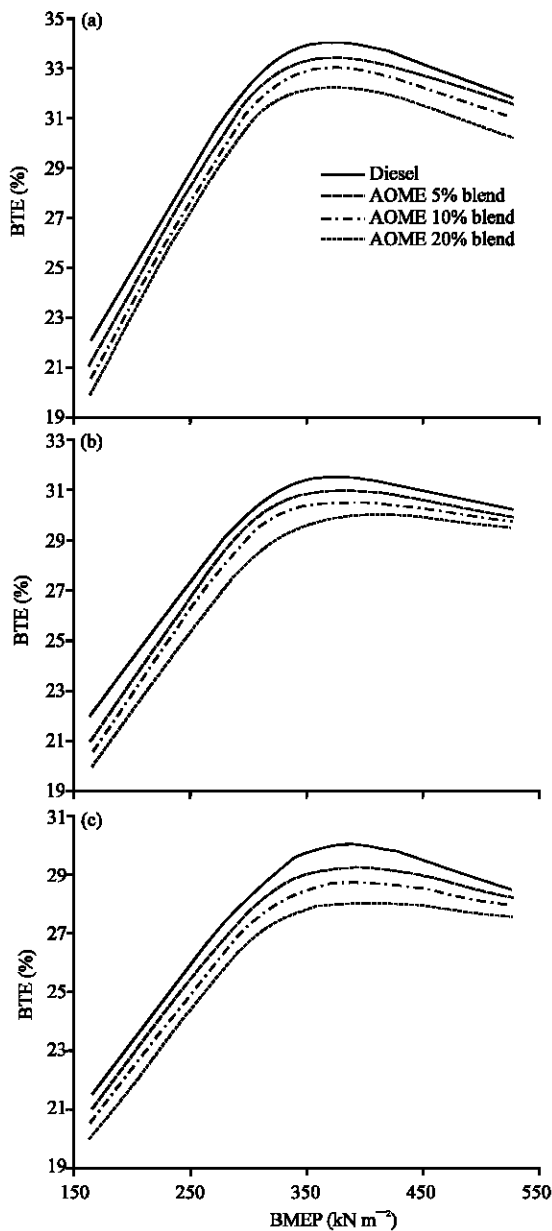 (a)
35
33
31
29
27
25
23
21
19
BTE (%)
Diesel
AOME 5% blend
AOME 10% blend
AOME 20% blend
(b)
33
31
29
27
25
23
21
19
BTE (%)
(c)
31
29
27
25
23
21
19
BTE (%)
150 250 350 450 550
BMEP (kN m⁻²)